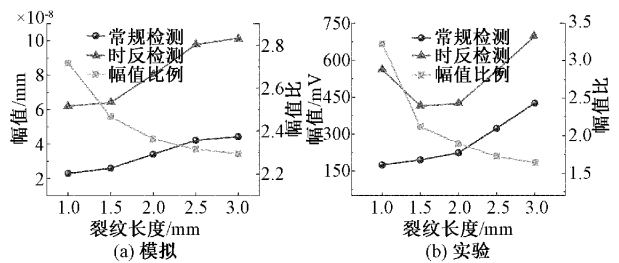 ×10⁻⁸
10
8
6
4
2
幅值/mm
常规检测
时反检测
幅值比例
2.8
2.6
2.4
2.2
幅值比
1.0 1.5 2.0 2.5 3.0
裂纹长度/mm
(a) 模拟
750
600
450
300
150
幅值/mV
常规检测
时反检测
幅值比例
3.5
3.0
2.5
2.0
1.5
幅值比
1.0 1.5 2.0 2.5 3.0
裂纹长度/mm
(b) 实验